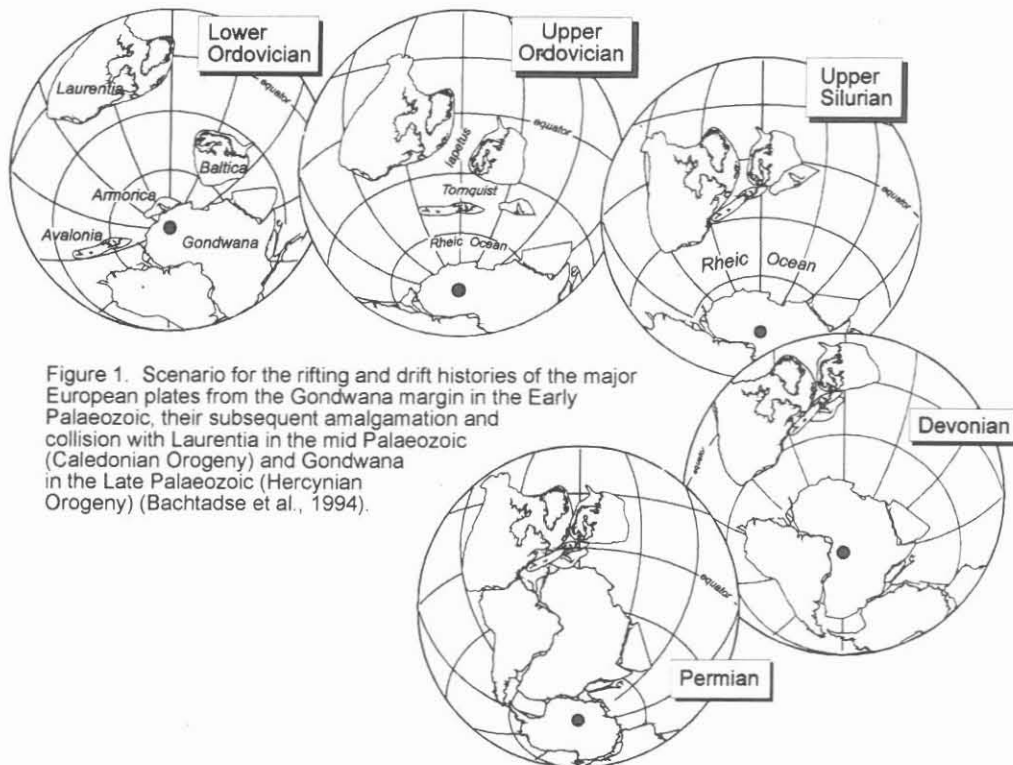 Lower
Ordovician
Laurentia
Baltica
Armorica
Avalonia
Gondwana
equator
Upper
Ordovician
Iapetus
equator
Tornquist
Rheic Ocean
Upper
Silurian
equator
Rheic Ocean
Figure 1. Scenario for the rifting and drift histories of the major
European plates from the Gondwana margin in the Early
Palaeozoic, their subsequent amalgamation and
collision with Laurentia in the mid Palaeozoic
(Caledonian Orogeny) and Gondwana
in the Late Palaeozoic (Hercynian
Orogeny) (Bachtadse et al., 1994).
Devonian
equator
equator
Permian